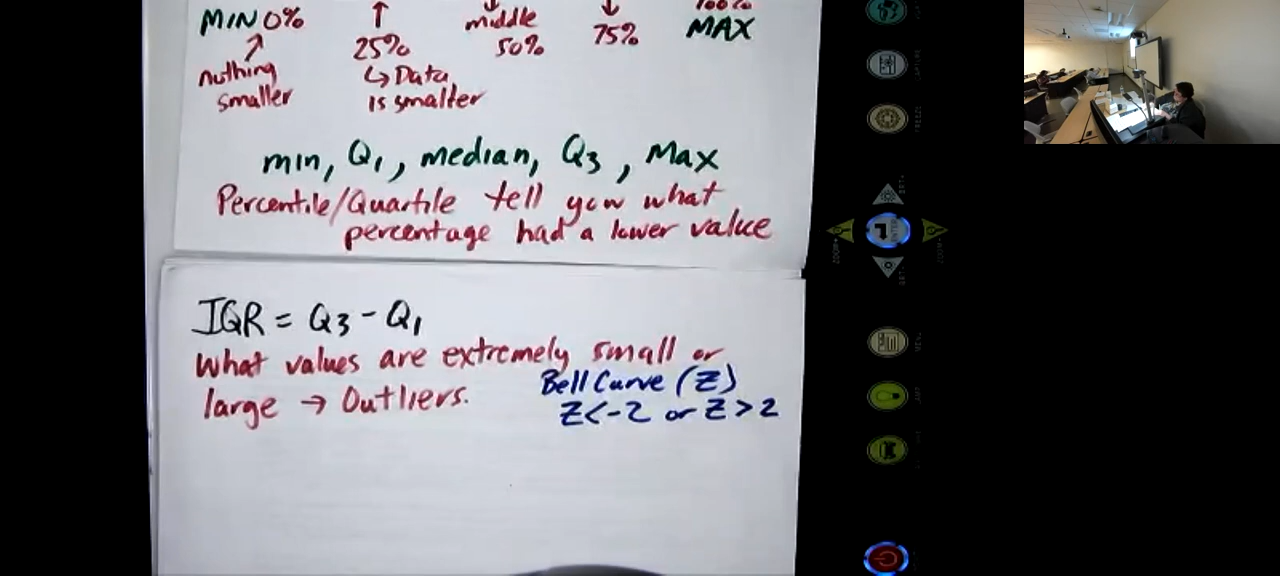 MIN 0%
25%
middle
50%
75%
100%
MAX
nothing
smaller
↳ Data
is smaller
min, Q1, median, Q3, Max
Percentile/Quartile tell you what
percentage had a lower value
IQR = Q3 - Q1
What values are extremely small or
large → Outliers.
Bell Curve (Z)
Z<-2 or Z>2